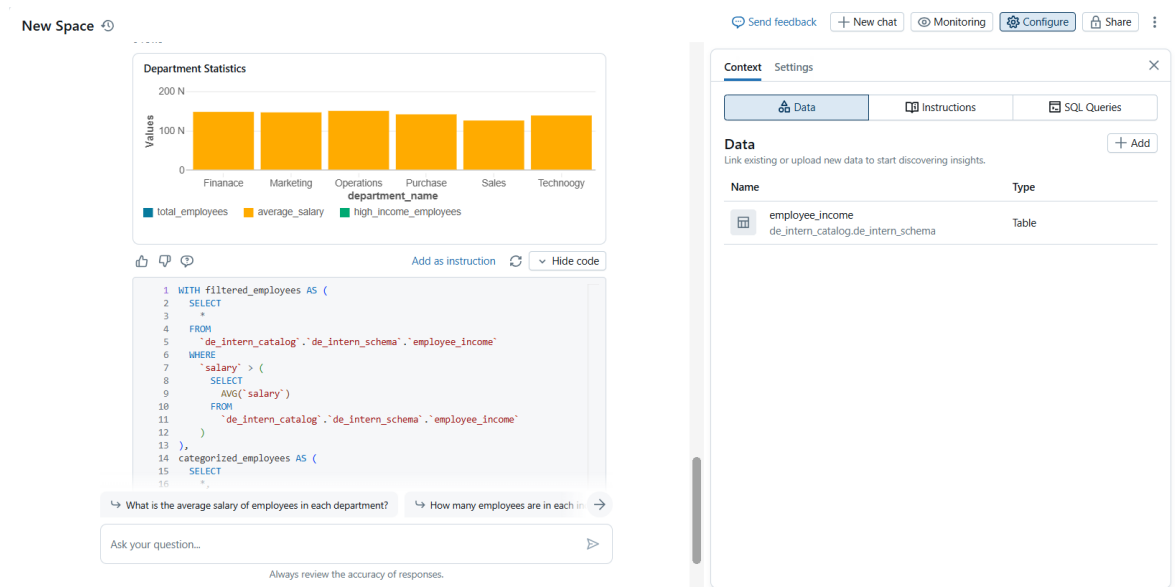 New Space
Send feedback
New chat
Monitoring
Configure
Share
Department Statistics
200 N
100 N
0
Values
Finanace
Marketing
Operations
Purchase
Sales
Technoogy
department_name
total_employees
average_salary
high_income_employees
Add as instruction
Hide code
1 WITH filtered_employees AS (
2 SELECT
3 *
4 FROM
5 `de_intern_catalog`.`de_intern_schema`.`employee_income`
6 WHERE
7 `salary` > (
8 SELECT
9 AVG(`salary`)
10 FROM
11 `de_intern_catalog`.`de_intern_schema`.`employee_income`
12 )
13 ),
14 categorized_employees AS (
15 SELECT
16 *,
What is the average salary of employees in each department?
How many employees are in each in
Ask your question...
Always review the accuracy of responses.
Context
Settings
Data
Instructions
SQL Queries
Data
Add
Link existing or upload new data to start discovering insights.
Name
Type
employee_income
de_intern_catalog.de_intern_schema
Table